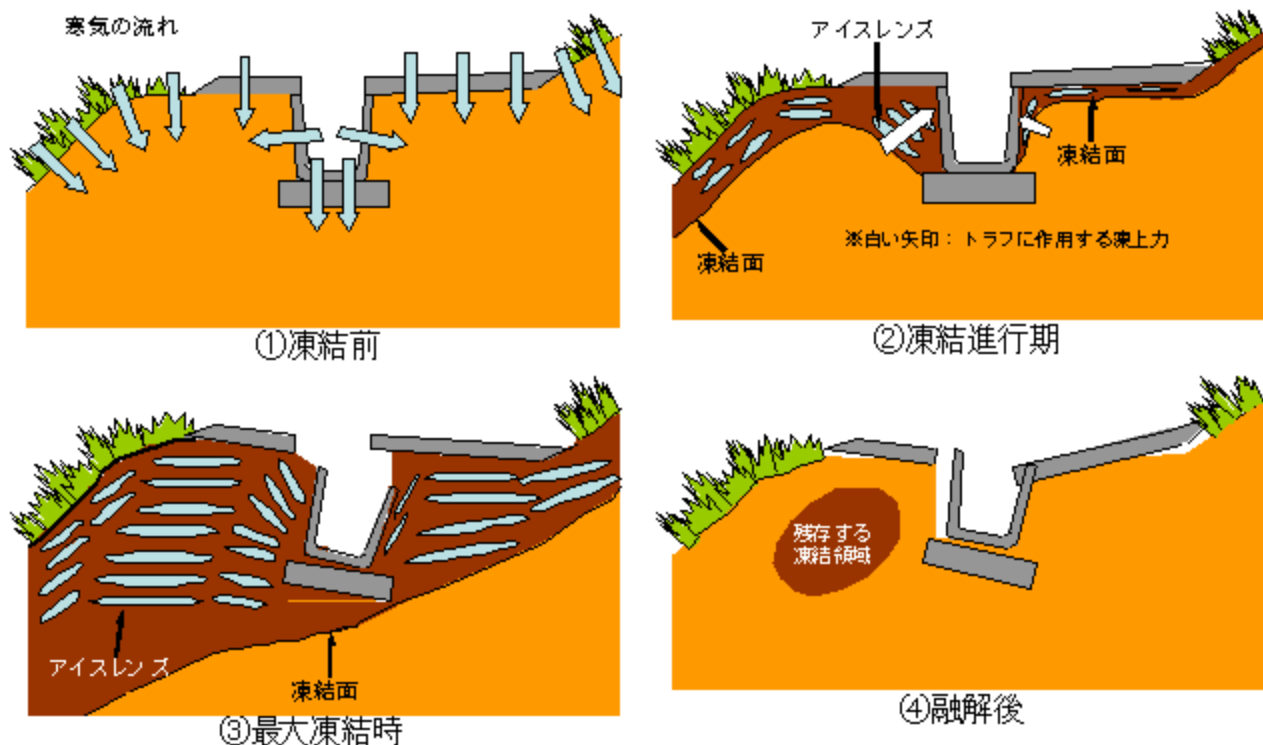 寒気の流れ
①凍結前
アイスレンズ
凍結面
※白い矢印：トラフに作用する凍上力
凍結面
②凍結進行期
アイスレンズ
凍結面
③最大凍結時
残存する
凍結領域
④融解後